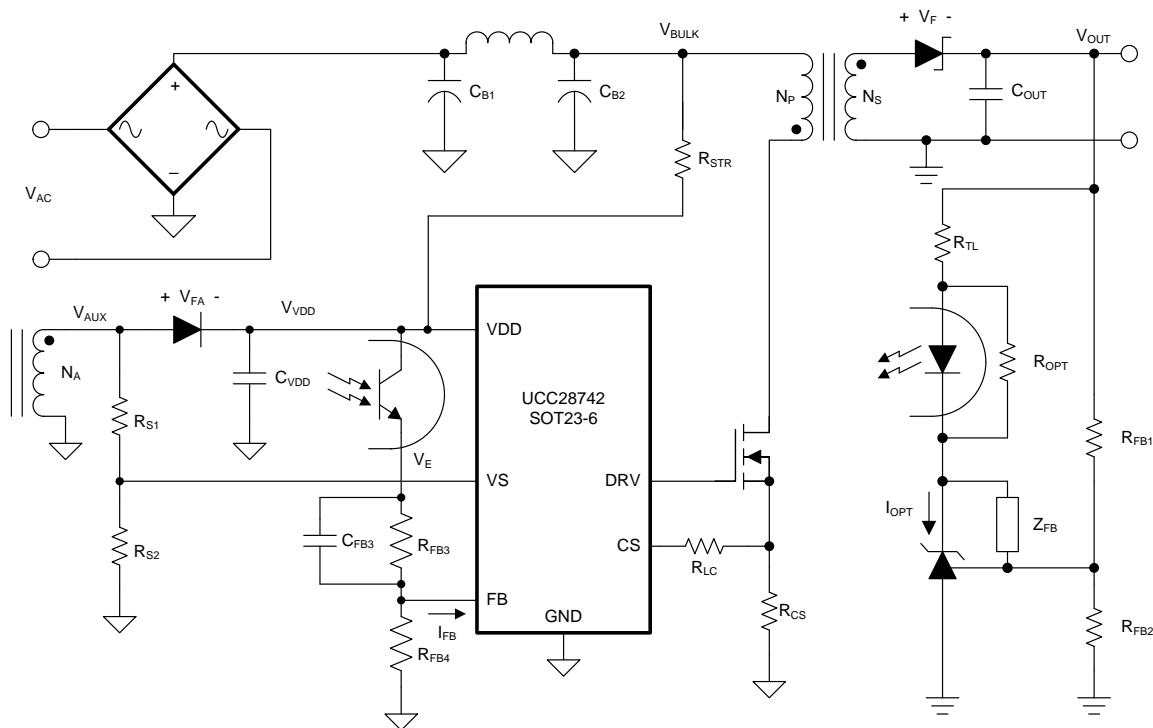 + V_F -
V_BULK
V_OUT
C_B1
C_B2
N_P
N_S
C_OUT
+
−
R_STR
V_AC
R_TL
+ V_FA -
V_AUX
V_VDD
VDD
N_A
C_VDD
R_OPT
UCC28742
SOT23-6
R_S1
V_E
R_FB1
VS
DRV
I_OPT
Z_FB
C_FB3
R_FB3
CS
R_S2
R_LC
FB
GND
I_FB
R_CS
R_FB2
R_FB4